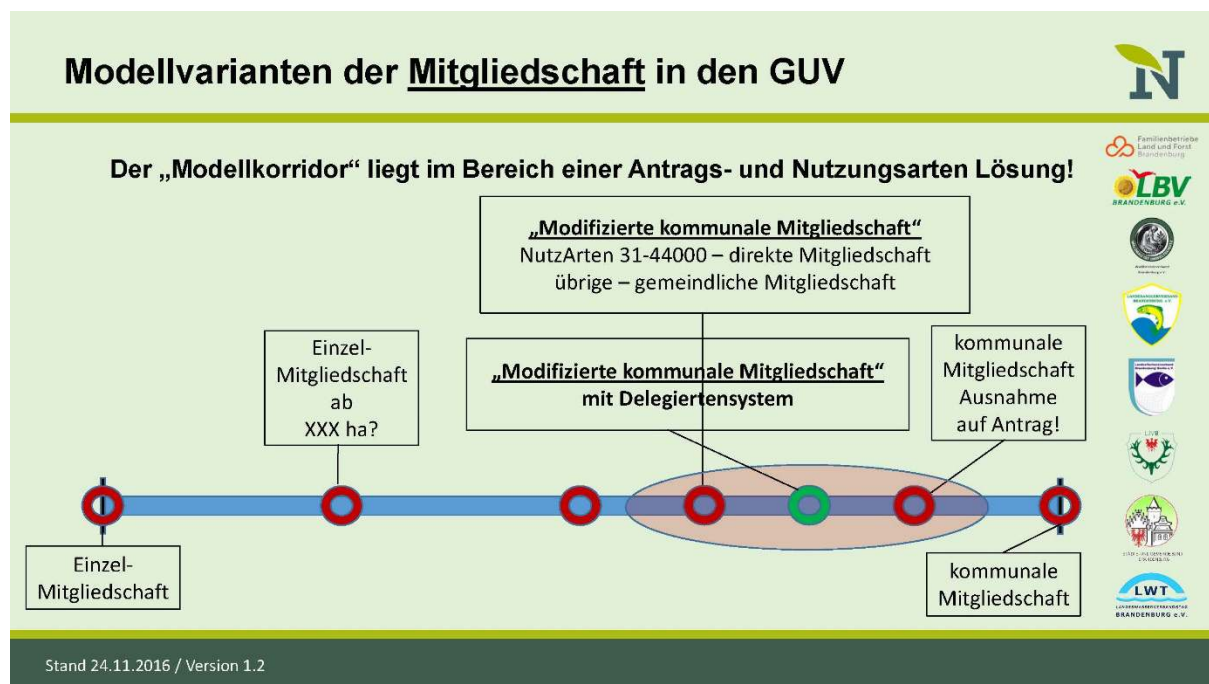 Modellvarianten der Mitgliedschaft in den GUV
Der „Modellkorridor“ liegt im Bereich einer Antrags- und Nutzungsarten Lösung!
„Modifizierte kommunale Mitgliedschaft“
NutzArten 31-44000 – direkte Mitgliedschaft
übrige – gemeindliche Mitgliedschaft
Einzel-
Mitgliedschaft
ab
XXX ha?
„Modifizierte kommunale Mitgliedschaft“
mit Delegiertensystem
kommunale
Mitgliedschaft
Ausnahme
auf Antrag!
Einzel-
Mitgliedschaft
kommunale
Mitgliedschaft
N
Familienbetriebe
Land und Forst
Brandenburg
LBV
BRANDENBURG e.V.
LWT
LANDESWASSERVERBANDSTAG
BRANDENBURG e.V.
Stand 24.11.2016 / Version 1.2